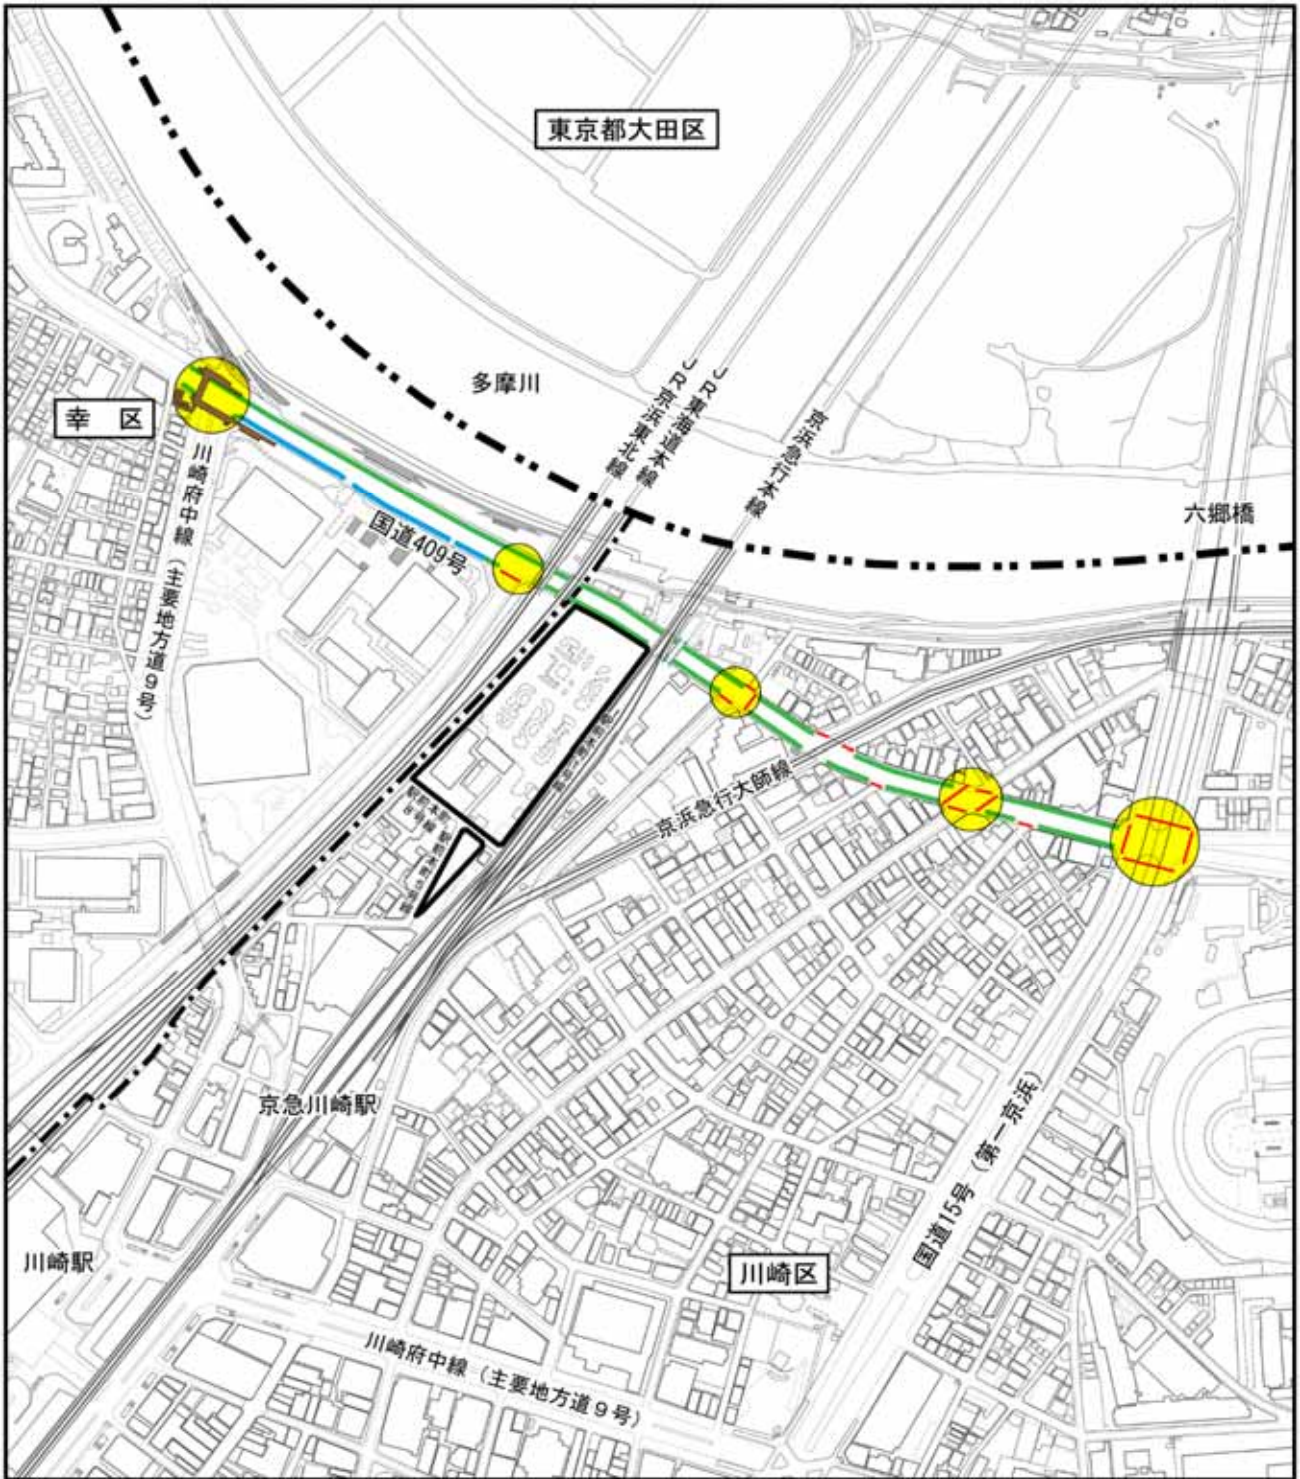 東京都大田区
多摩川
JR東海道本線
JR京浜東北線
京浜急行本線
幸 区
六郷橋
川崎府中線（主要地方道９号）
国道409号
京浜急行大師線
京急川崎駅
国道15号（第一京浜）
川崎駅
川崎区
川崎府中線（主要地方道９号）